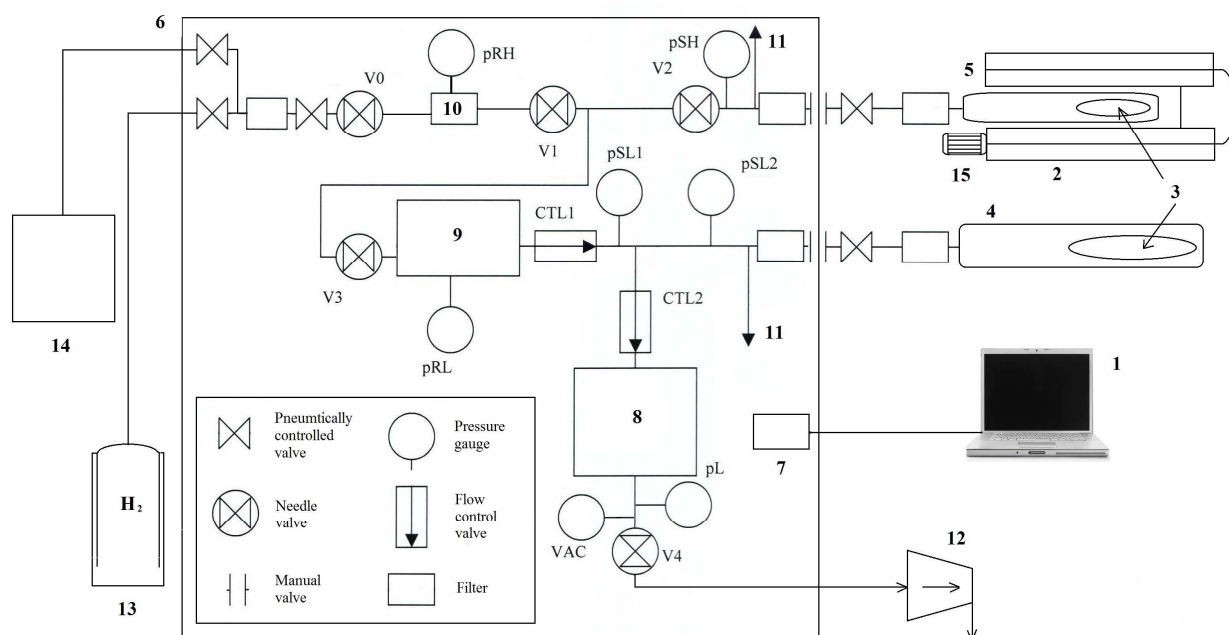 6
pRH
pSH
11
V0
V2
5
10
V1
15
2
3
pSL1
pSL2
CTL1
4
9
V3
CTL2
11
14
pRL
1
8
Pneumtically
controlled
valve
Pressure
gauge
7
pL
H2
Needle
valve
Flow
control
valve
VAC
V4
12
Manual
valve
Filter
13